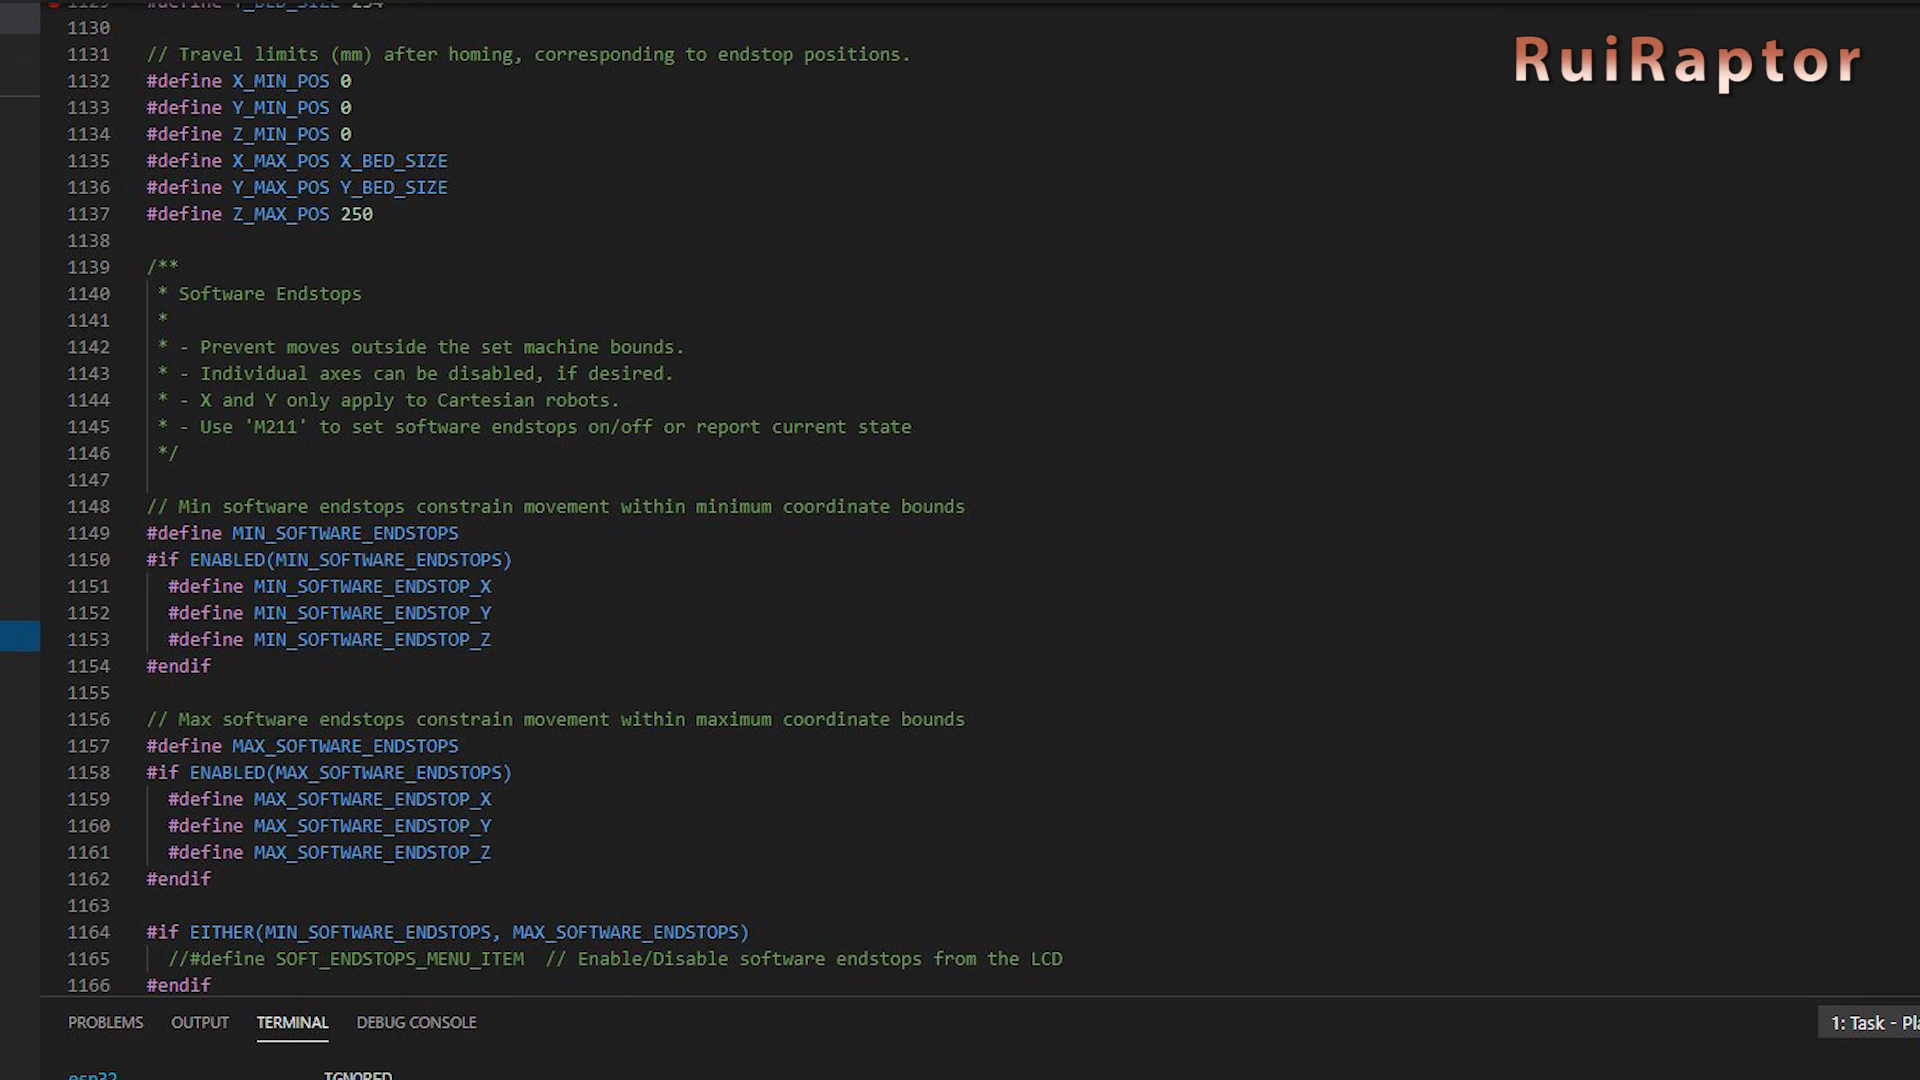 1129 #define Y_BED_SIZE 234
1130
1131 // Travel limits (mm) after homing, corresponding to endstop positions.
RuiRaptor
1132 #define X_MIN_POS 0
1133 #define Y_MIN_POS 0
1134 #define Z_MIN_POS 0
1135 #define X_MAX_POS X_BED_SIZE
1136 #define Y_MAX_POS Y_BED_SIZE
1137 #define Z_MAX_POS 250
1138
1139 /**
1140 * Software Endstops
1141 *
1142 * - Prevent moves outside the set machine bounds.
1143 * - Individual axes can be disabled, if desired.
1144 * - X and Y only apply to Cartesian robots.
1145 * - Use 'M211' to set software endstops on/off or report current state
1146 */
1147
1148 // Min software endstops constrain movement within minimum coordinate bounds
1149 #define MIN_SOFTWARE_ENDSTOPS
1150 #if ENABLED(MIN_SOFTWARE_ENDSTOPS)
1151 #define MIN_SOFTWARE_ENDSTOP_X
1152 #define MIN_SOFTWARE_ENDSTOP_Y
1153 #define MIN_SOFTWARE_ENDSTOP_Z
1154 #endif
1155
1156 // Max software endstops constrain movement within maximum coordinate bounds
1157 #define MAX_SOFTWARE_ENDSTOPS
1158 #if ENABLED(MAX_SOFTWARE_ENDSTOPS)
1159 #define MAX_SOFTWARE_ENDSTOP_X
1160 #define MAX_SOFTWARE_ENDSTOP_Y
1161 #define MAX_SOFTWARE_ENDSTOP_Z
1162 #endif
1163
1164 #if EITHER(MIN_SOFTWARE_ENDSTOPS, MAX_SOFTWARE_ENDSTOPS)
1165 //#define SOFT_ENDSTOPS_MENU_ITEM // Enable/Disable software endstops from the LCD
1166 #endif
PROBLEMS OUTPUT TERMINAL DEBUG CONSOLE 1: Task - Pla
esp32 IGNORED